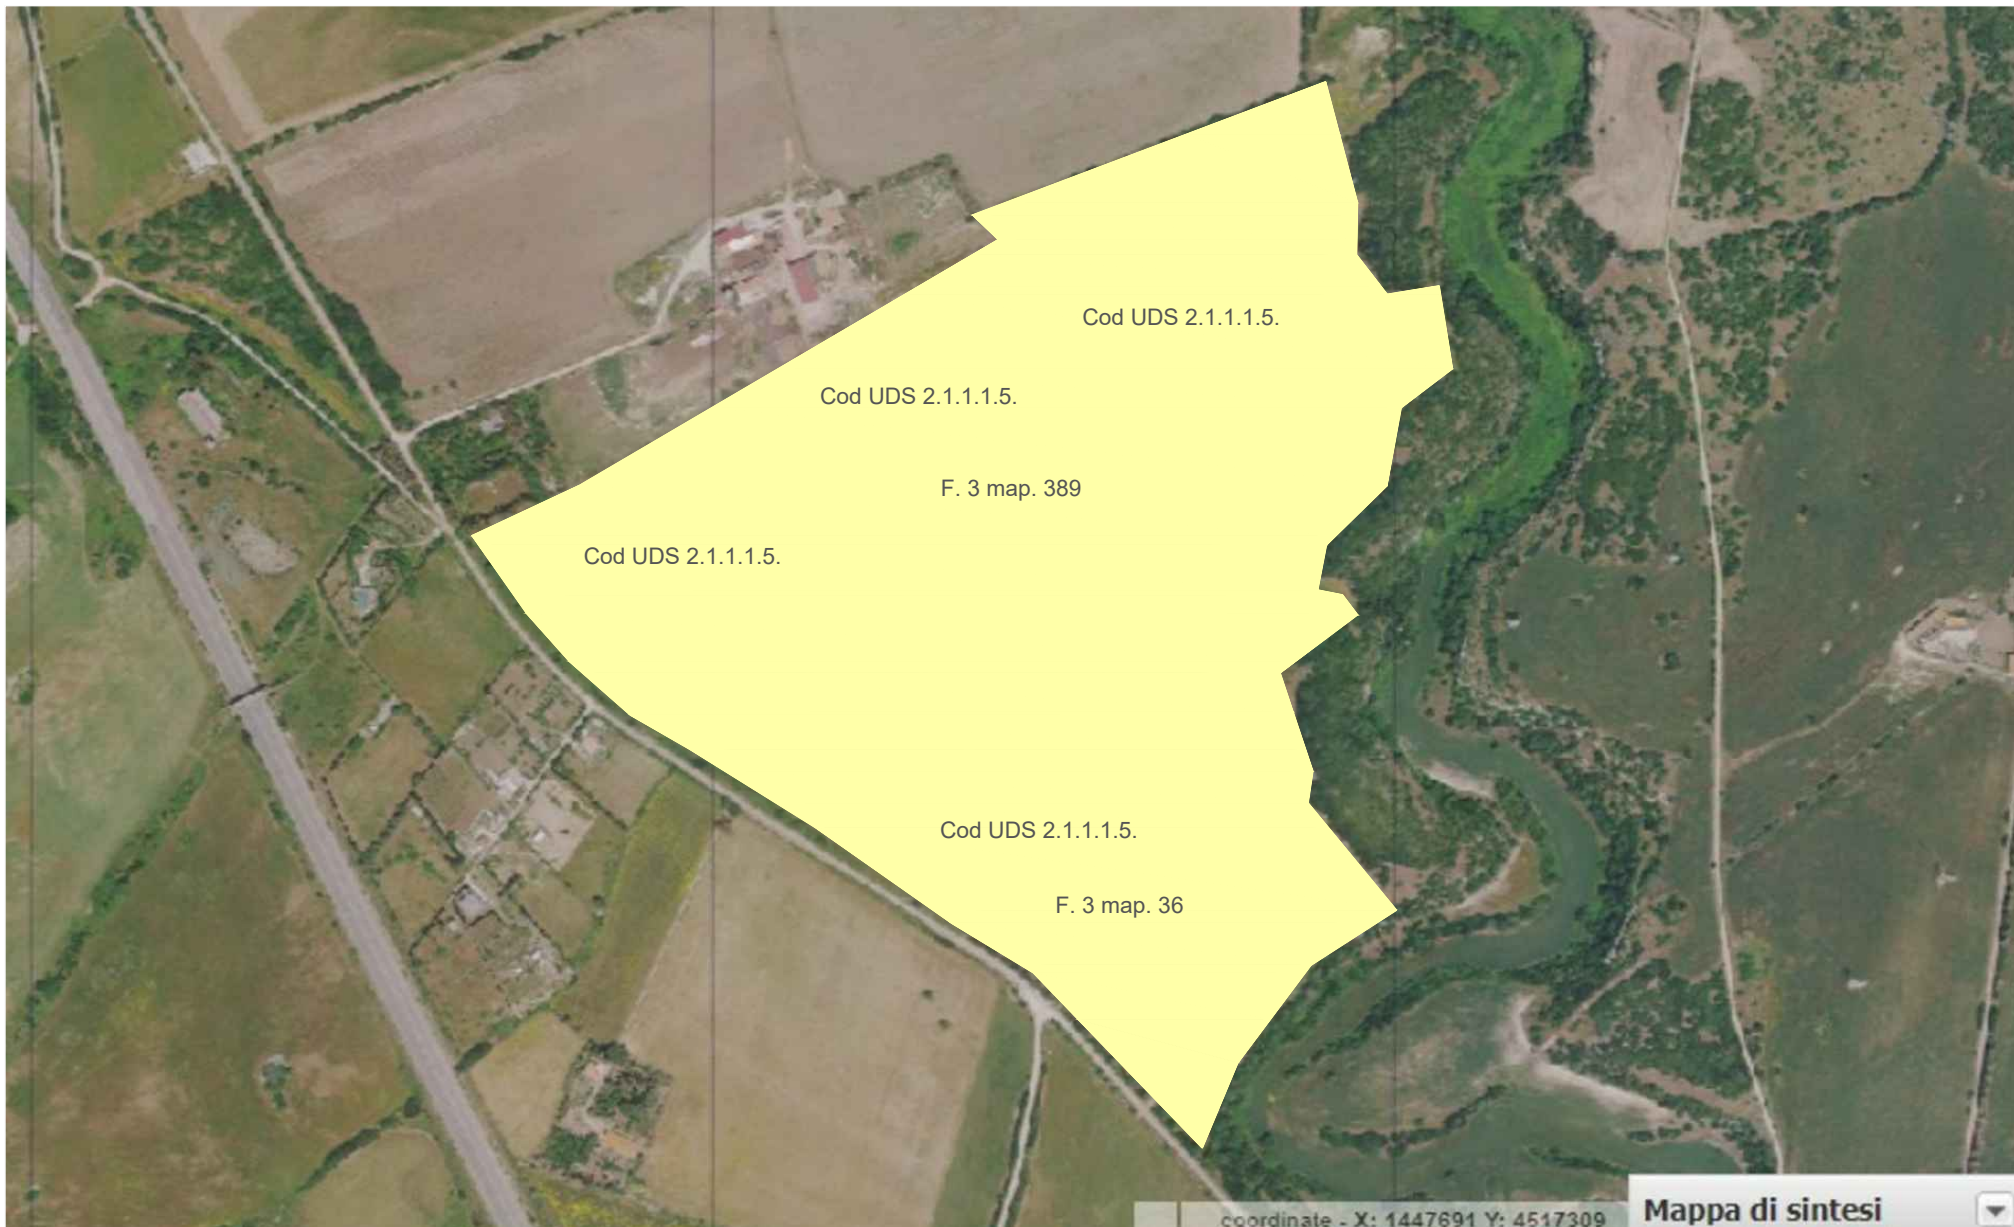 Cod UDS 2.1.1.1.5.
Cod UDS 2.1.1.1.5.
F. 3 map. 389
Cod UDS 2.1.1.1.5.
Cod UDS 2.1.1.1.5.
F. 3 map. 36
coordinate - X: 1447691 Y: 4517309
Mappa di sintesi